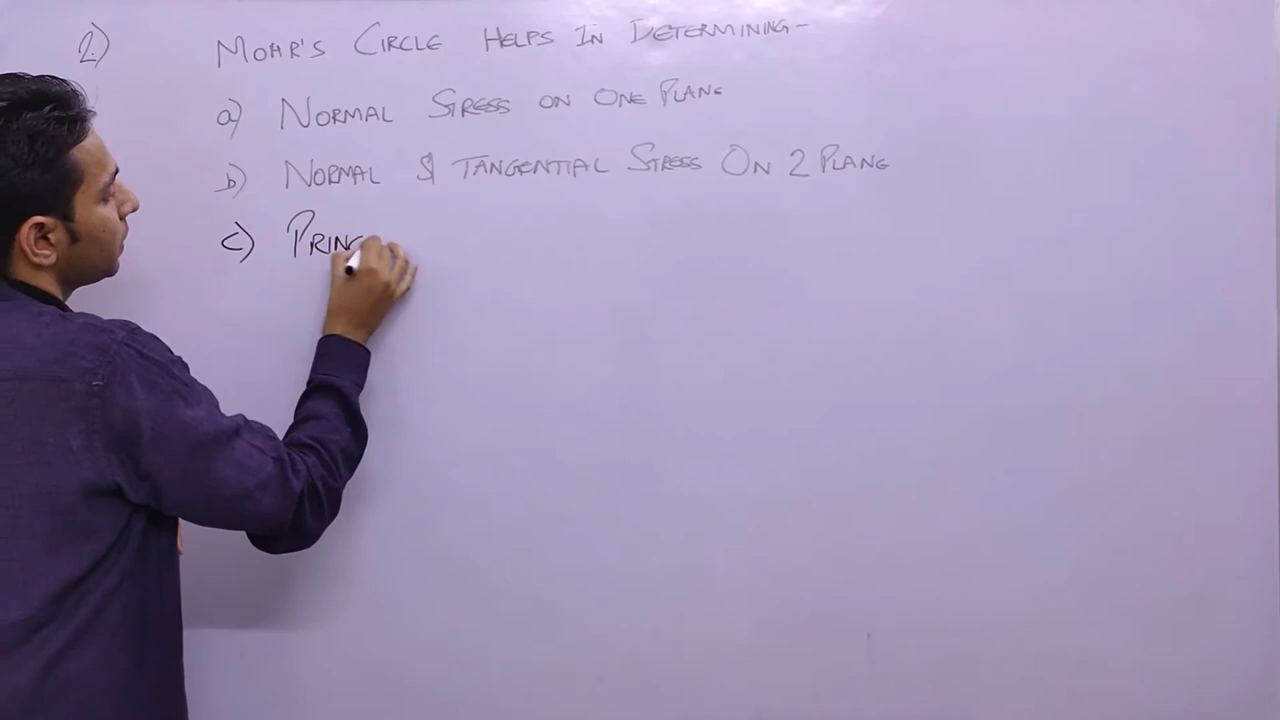 2.) MOHR'S CIRCLE HELPS IN DETERMINING-
a) NORMAL STRESS ON ONE PLANE
b) NORMAL & TANGENTIAL STRESS ON 2 PLANE
c) PRINC